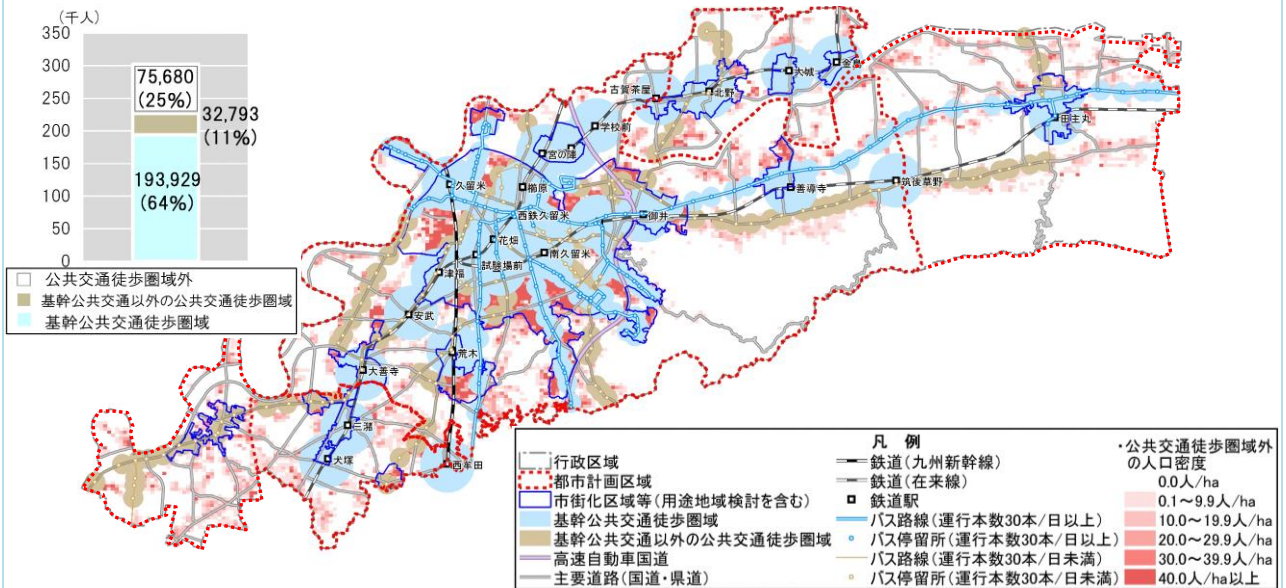 (千人)
350
300
250
200
150
100
50
0
75,680
(25%)
32,793
(11%)
193,929
(64%)
公共交通徒歩圏域外
基幹公共交通以外の公共交通徒歩圏域
基幹公共交通徒歩圏域
古賀茶屋
北野
大城
金島
学校前
宮の陣
田主丸
久留米
櫛原
善導寺
筑後草野
西鉄久留米
御井
花畑
南久留米
試験場前
津福
安武
荒木
大善寺
三潴
犬塚
西牟田
凡 例
行政区域
都市計画区域
市街化区域等(用途地域検討を含む)
基幹公共交通徒歩圏域
基幹公共交通以外の公共交通徒歩圏域
高速自動車国道
主要道路(国道・県道)
鉄道(九州新幹線)
鉄道(在来線)
鉄道駅
バス路線(運行本数30本/日以上)
バス停留所(運行本数30本/日以上)
バス路線(運行本数30本/日未満)
バス停留所(運行本数30本/日未満)
・公共交通徒歩圏域外
の人口密度
0.0人/ha
0.1~9.9人/ha
10.0~19.9人/ha
20.0~29.9人/ha
30.0~39.9人/ha
40.0人/ha以上